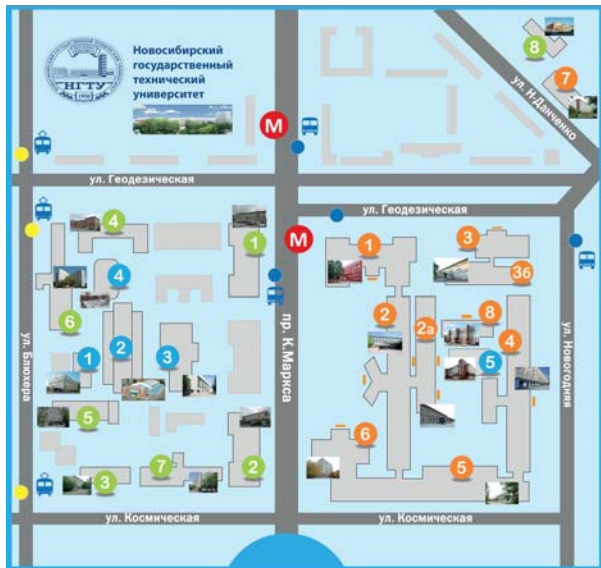 Новосибирский
государственный
технический
университет
НГТУ
1950
8
7
ул. Н-Данченко
М
ул. Геодезическая
ул. Геодезическая
4
1
М
1
3
4
3б
6
2
8
2а
4
1
2
3
5
пр. К.Маркса
ул. Блюхера
ул. Новогодняя
5
6
7
2
3
5
ул. Космическая
ул. Космическая